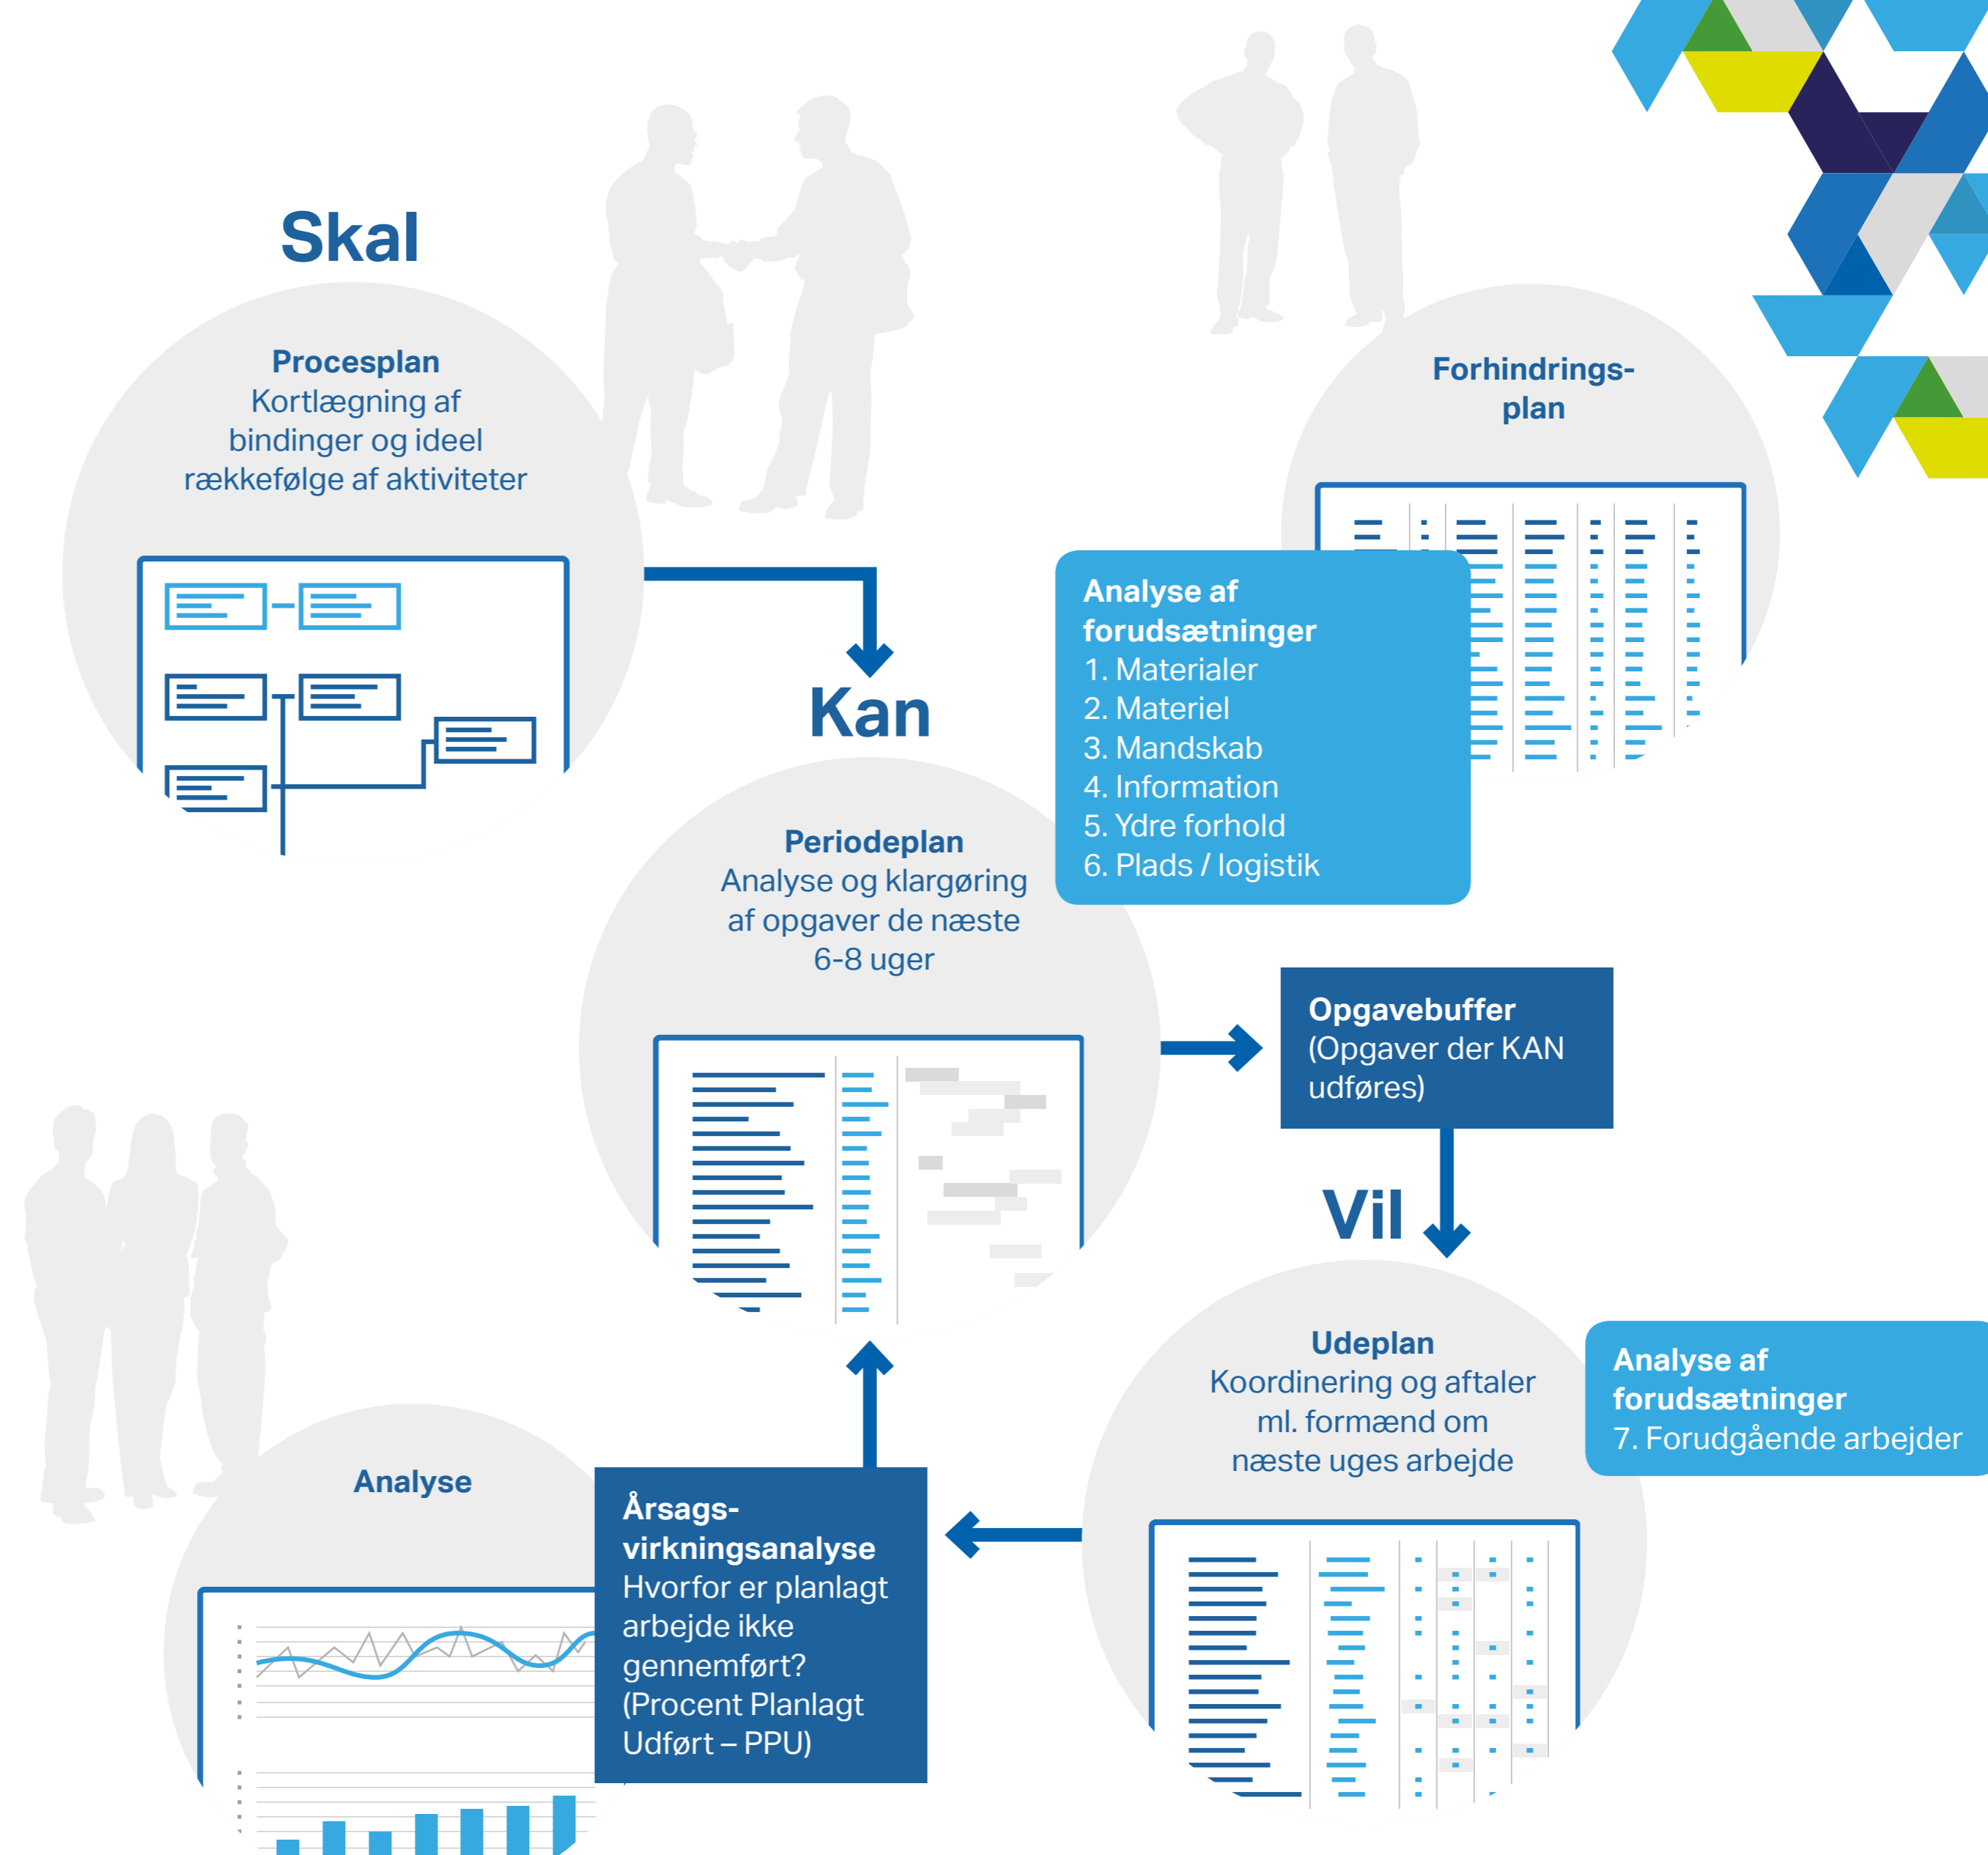 Skal
Procesplan
Kortlægning af
bindinger og ideel
rækkefølge af aktiviteter
Forhindrings-
plan
Analyse af
forudsætninger
1. Materialer
2. Materiel
3. Mandskab
4. Information
5. Ydre forhold
6. Plads / logistik
Kan
Periodeplan
Analyse og klargøring
af opgaver de næste
6-8 uger
Opgavebuffer
(Opgaver der KAN
udføres)
Vil
Udeplan
Koordinering og aftaler
ml. formænd om
næste uges arbejde
Analyse af
forudsætninger
7. Forudgående arbejder
Årsags-
virkningsanalyse
Hvorfor er planlagt
arbejde ikke
gennemført?
(Procent Planlagt
Udført – PPU)
Analyse